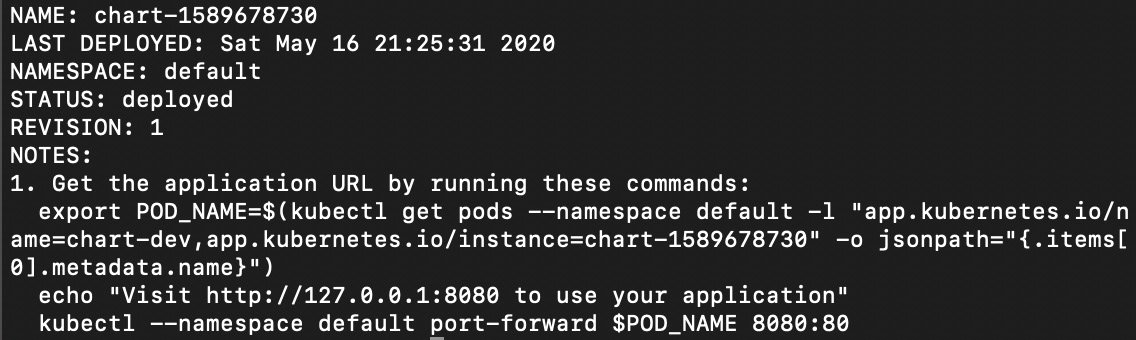 NAME: chart-1589678730
LAST DEPLOYED: Sat May 16 21:25:31 2020
NAMESPACE: default
STATUS: deployed
REVISION: 1
NOTES:
1. Get the application URL by running these commands:
  export POD_NAME=$(kubectl get pods --namespace default -l "app.kubernetes.io/n
ame=chart-dev,app.kubernetes.io/instance=chart-1589678730" -o jsonpath="{.items[
0].metadata.name}")
  echo "Visit http://127.0.0.1:8080 to use your application"
  kubectl --namespace default port-forward $POD_NAME 8080:80